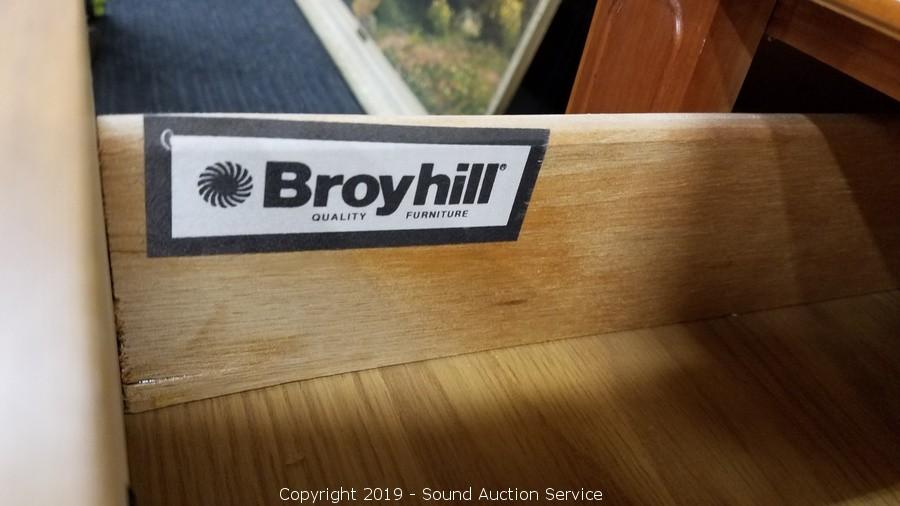 Broyhill®
QUALITY FURNITURE
Copyright 2019 - Sound Auction Service